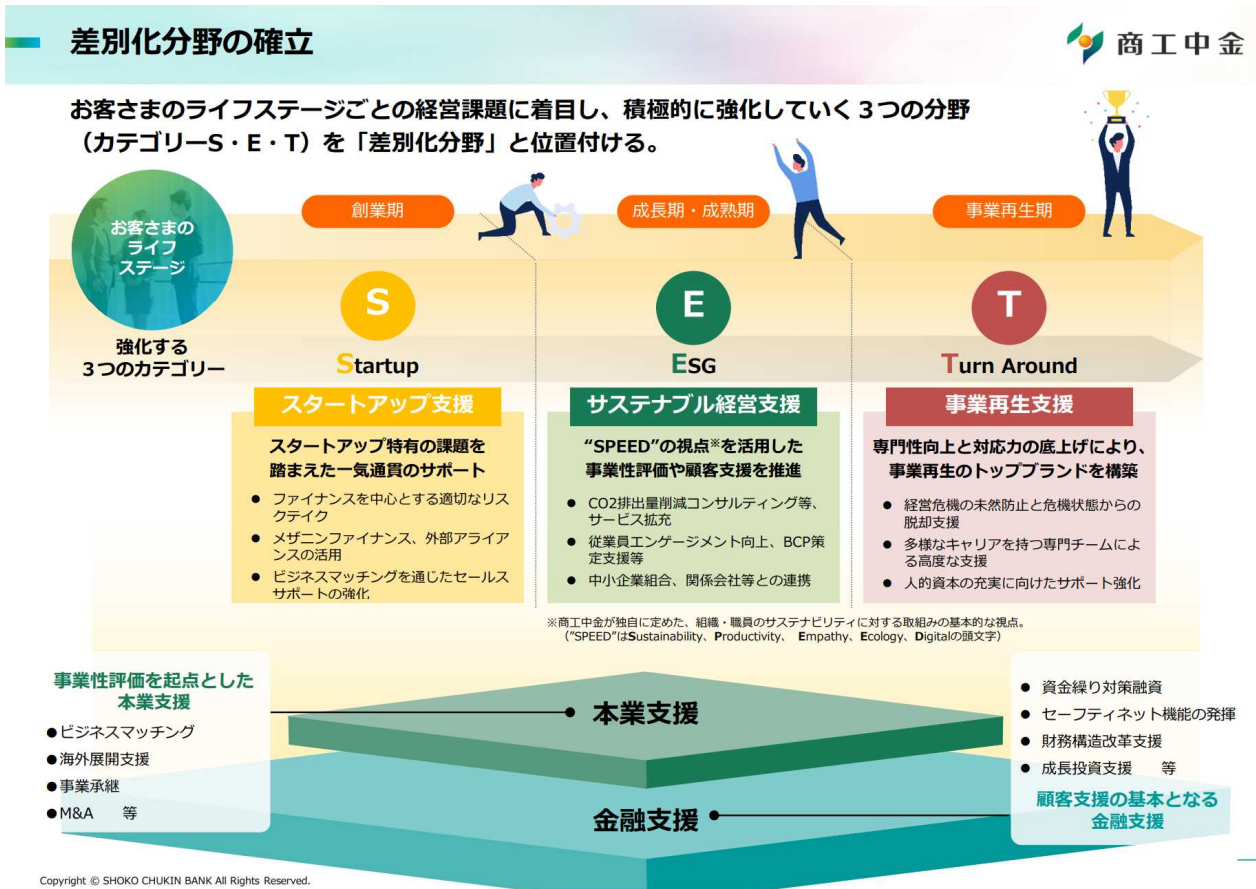 差別化分野の確立
商工中金
お客さまのライフステージごとの経営課題に着目し、積極的に強化していく３つの分野
（カテゴリーS・E・T）を「差別化分野」と位置付ける。
お客さまの
ライフ
ステージ
創業期
成長期・成熟期
事業再生期
強化する
３つのカテゴリー
S
Startup
E
ESG
T
Turn Around
スタートアップ支援
スタートアップ特有の課題を
踏まえた一気通貫のサポート
● ファイナンスを中心とする適切なリス
クテイク
● メザニンファイナンス、外部アライア
ンスの活用
● ビジネスマッチングを通じたセールス
サポートの強化
サステナブル経営支援
“SPEED”の視点※を活用した
事業性評価や顧客支援を推進
● CO2排出量削減コンサルティング等、
サービス拡充
● 従業員エンゲージメント向上、BCP策
定支援等
● 中小企業組合、関係会社等との連携
事業再生支援
専門性向上と対応力の底上げにより、
事業再生のトップブランドを構築
● 経営危機の未然防止と危機状態からの
脱却支援
● 多様なキャリアを持つ専門チームによ
る高度な支援
● 人的資本の充実に向けたサポート強化
※商工中金が独自に定めた、組織・職員のサステナビリティに対する取組みの基本的な視点。
（”SPEED”はSustainability、Productivity、 Empathy、Ecology、Digitalの頭文字）
事業性評価を起点とした
本業支援
●ビジネスマッチング
●海外展開支援
●事業承継
●M&A 等
本業支援
金融支援
● 資金繰り対策融資
● セーフティネット機能の発揮
● 財務構造改革支援
● 成長投資支援 等
顧客支援の基本となる
金融支援
Copyright © SHOKO CHUKIN BANK All Rights Reserved.